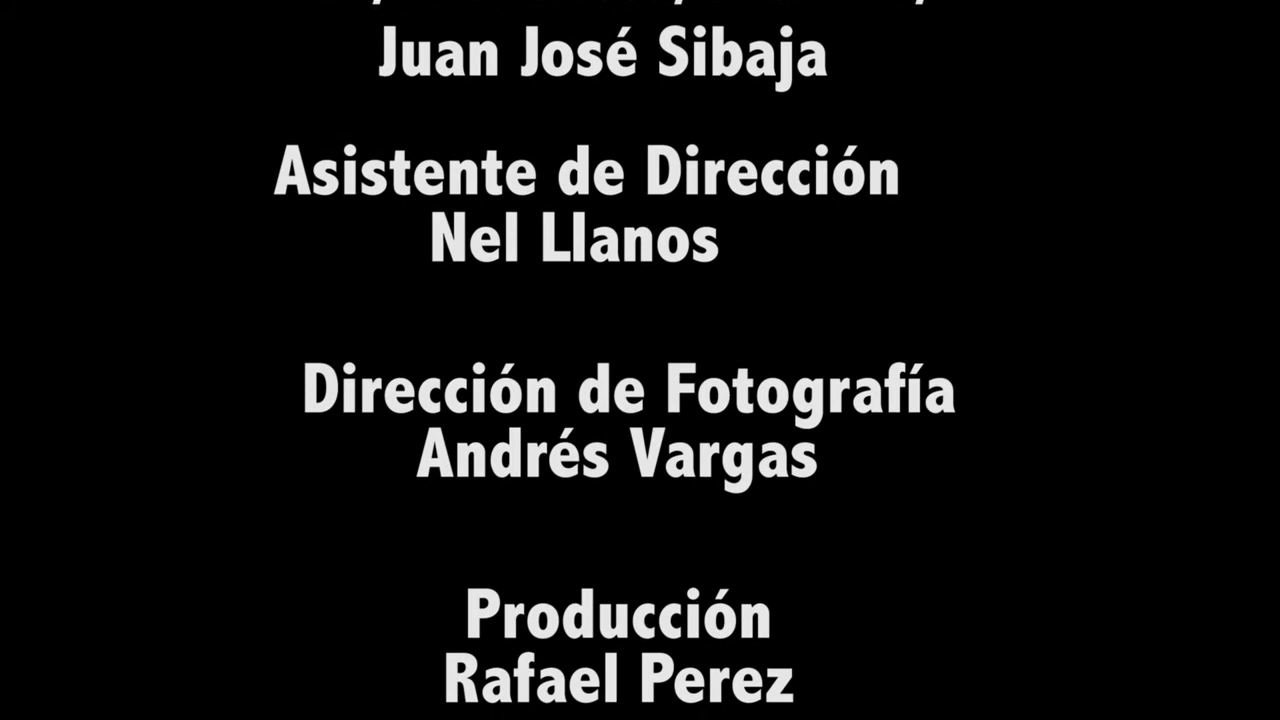 Juan José Sibaja
Asistente de Dirección
Nel Llanos
Dirección de Fotografía
Andrés Vargas
Producción
Rafael Perez